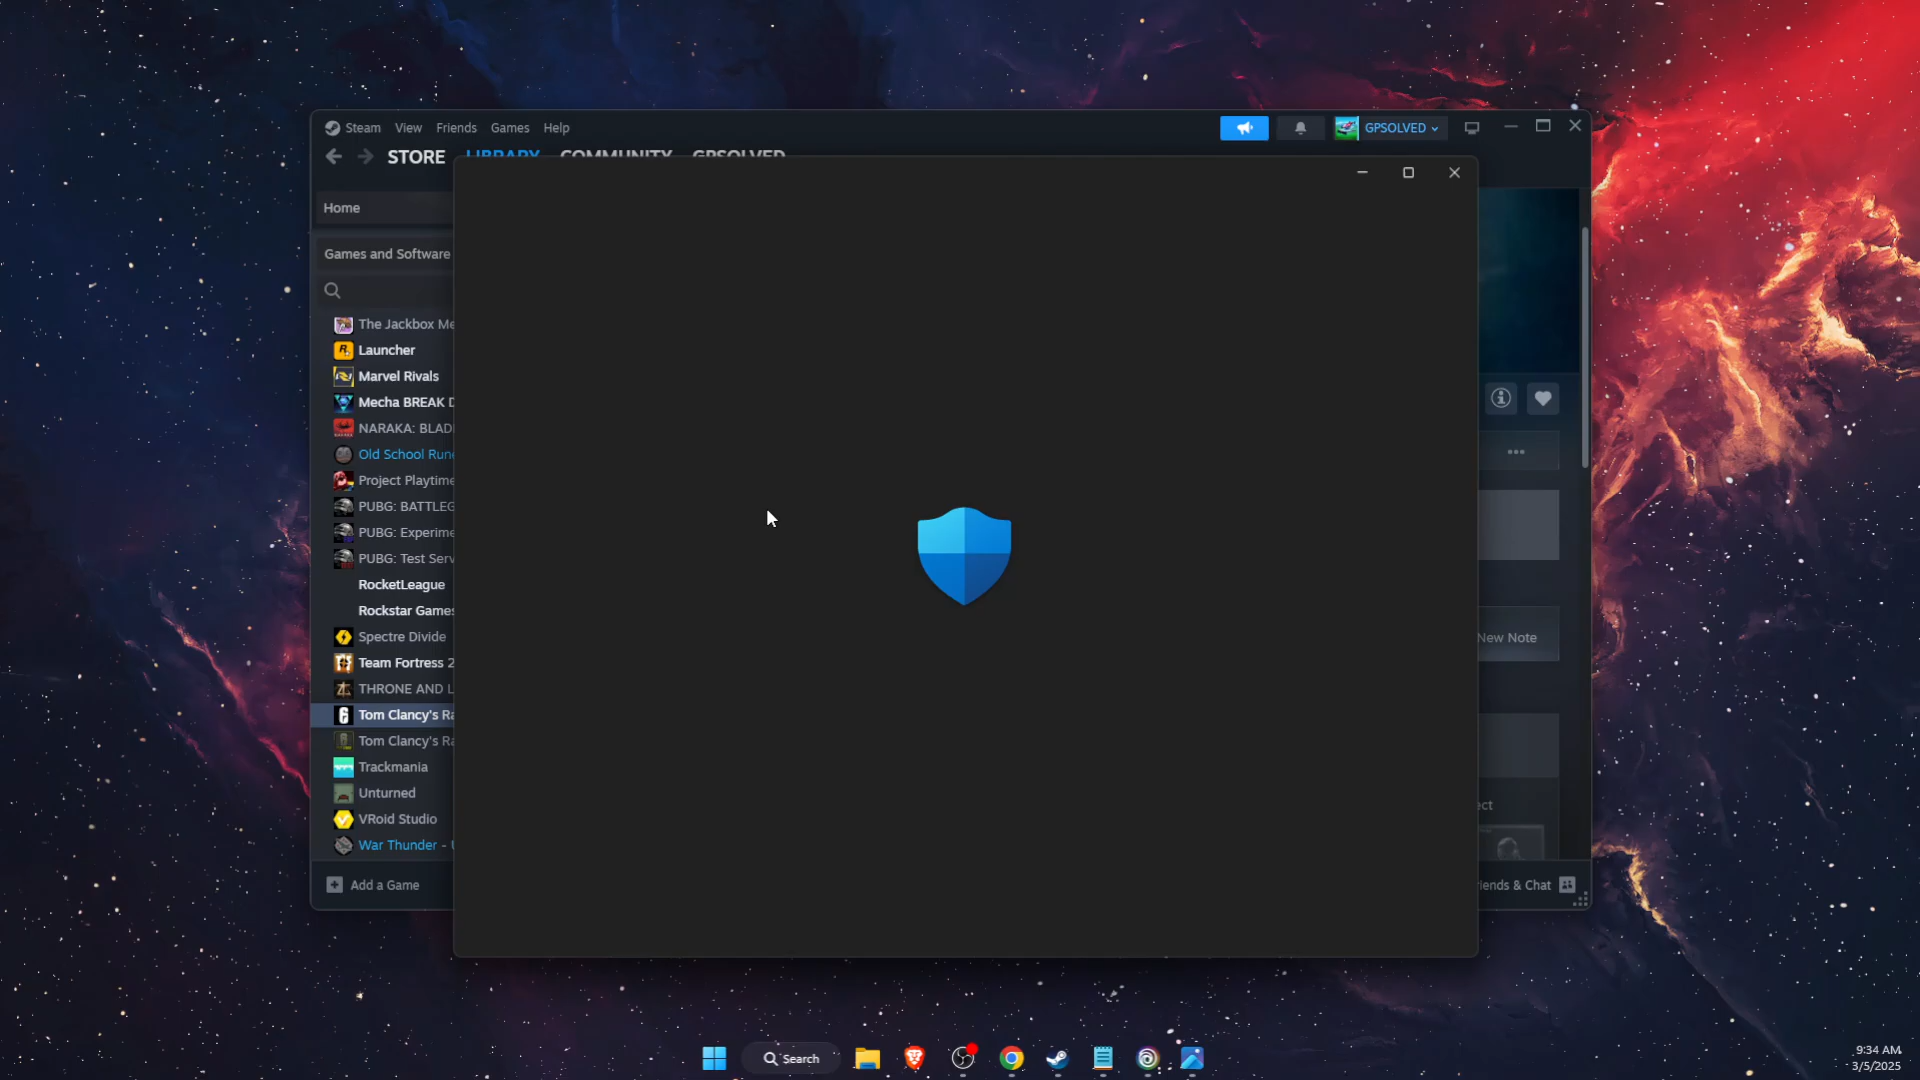 Steam View Friends Games Help
GPSOLVED
STORE LIBRARY COMMUNITY GPSOLVED
Home
Games and Software
The Jackbox Me
Launcher
Marvel Rivals
Mecha BREAK D
NARAKA: BLAD
Old School Rune
Project Playtime
PUBG: BATTLEG
PUBG: Experime
PUBG: Test Serv
RocketLeague
Rockstar Games
Spectre Divide
Team Fortress 2
THRONE AND L
Tom Clancy's Ra
Tom Clancy's Ra
Trackmania
Unturned
VRoid Studio
War Thunder - U
New Note
ect
Add a Game
iends & Chat
Search
9:34 AM
3/5/2025